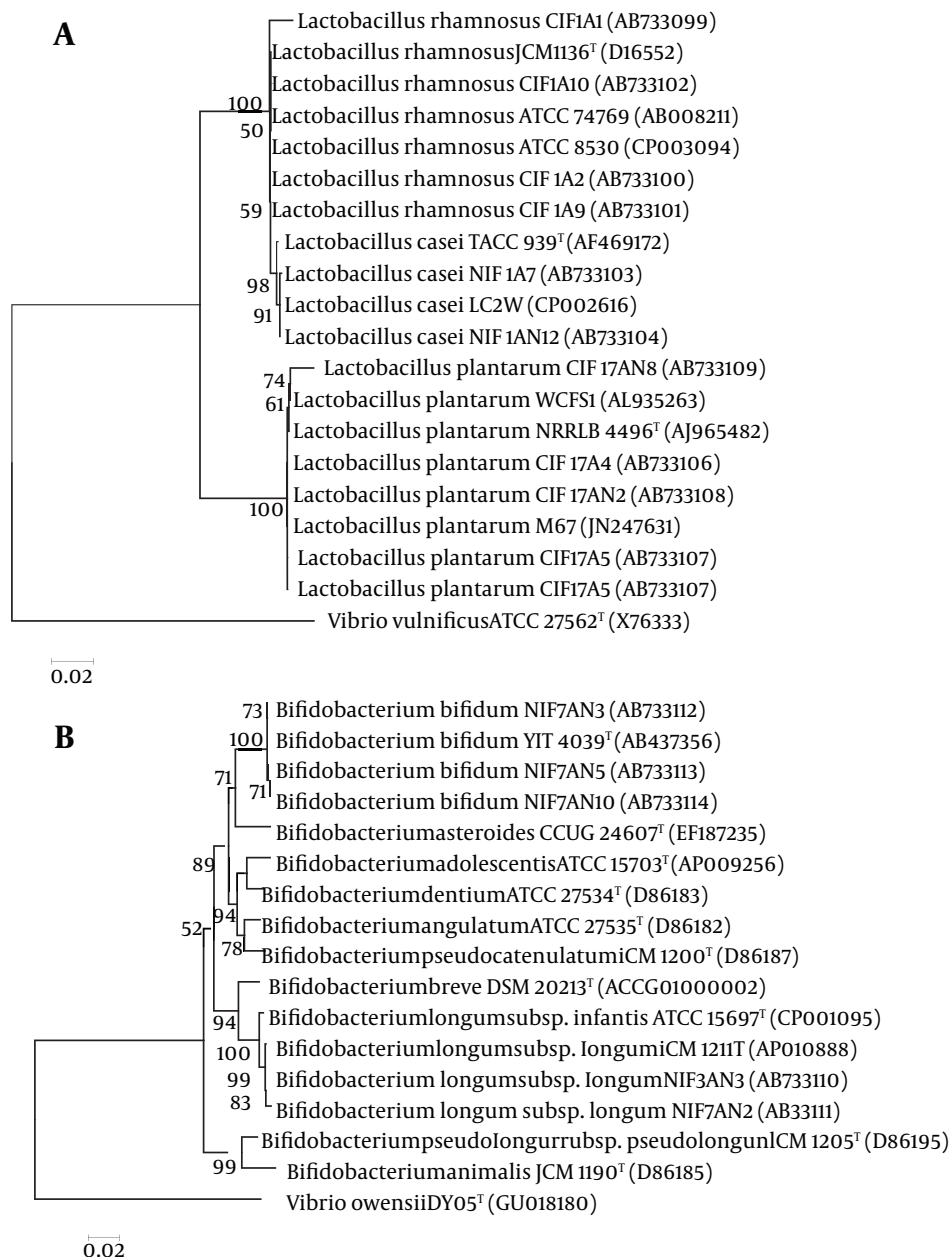 A
Lactobacillus rhamnosus CIF1A1 (AB733099)
Lactobacillus rhamnosusJCM1136ᵀ (D16552)
Lactobacillus rhamnosus CIF1A10 (AB733102)
100
Lactobacillus rhamnosus ATCC 74769 (AB008211)
50
Lactobacillus rhamnosus ATCC 8530 (CP003094)
Lactobacillus rhamnosus CIF 1A2 (AB733100)
59
Lactobacillus rhamnosus CIF 1A9 (AB733101)
Lactobacillus casei TACC 939ᵀ(AF469172)
Lactobacillus casei NIF 1A7 (AB733103)
98
Lactobacillus casei LC2W (CP002616)
91
Lactobacillus casei NIF 1AN12 (AB733104)
Lactobacillus plantarum CIF 17AN8 (AB733109)
74
61
Lactobacillus plantarum WCFS1 (AL935263)
Lactobacillus plantarum NRRLB 4496ᵀ (AJ965482)
Lactobacillus plantarum CIF 17A4 (AB733106)
Lactobacillus plantarum CIF 17AN2 (AB733108)
100
Lactobacillus plantarum M67 (JN247631)
Lactobacillus plantarum CIF17A5 (AB733107)
Lactobacillus plantarum CIF17A5 (AB733107)
Vibrio vulnificusATCC 27562ᵀ (X76333)
0.02
B
73
Bifidobacterium bifidum NIF7AN3 (AB733112)
100
Bifidobacterium bifidum YIT 4039ᵀ(AB437356)
71
Bifidobacterium bifidum NIF7AN5 (AB733113)
71
Bifidobacterium bifidum NIF7AN10 (AB733114)
Bifidobacteriumasteroides CCUG 24607ᵀ (EF187235)
89
Bifidobacteriumadolescentis​ATCC 15703ᵀ(AP009256)
Bifidobacteriumdentium​ATCC 27534ᵀ (D86183)
94
52
Bifidobacteriumangulatum​ATCC 27535ᵀ (D86182)
78
Bifidobacteriumpseudocatenulatumi​CM 1200ᵀ (D86187)
Bifidobacteriumbreve DSM 20213ᵀ (ACCG01000002)
94
Bifidobacteriumlongumsubsp. infantis ATCC 15697ᵀ (CP001095)
100
Bifidobacteriumlongumsubsp. IongumiCM 1211T (AP010888)
99
Bifidobacterium longumsubsp. IongumNIF3AN3 (AB733110)
83
Bifidobacterium longum subsp. longum NIF7AN2 (AB33111)
BifidobacteriumpseudoIongurrubsp. pseudolongunlCM 1205ᵀ (D86195)
99
Bifidobacteriumanimalis JCM 1190ᵀ (D86185)
Vibrio owensiiDY05ᵀ (GU018180)
0.02